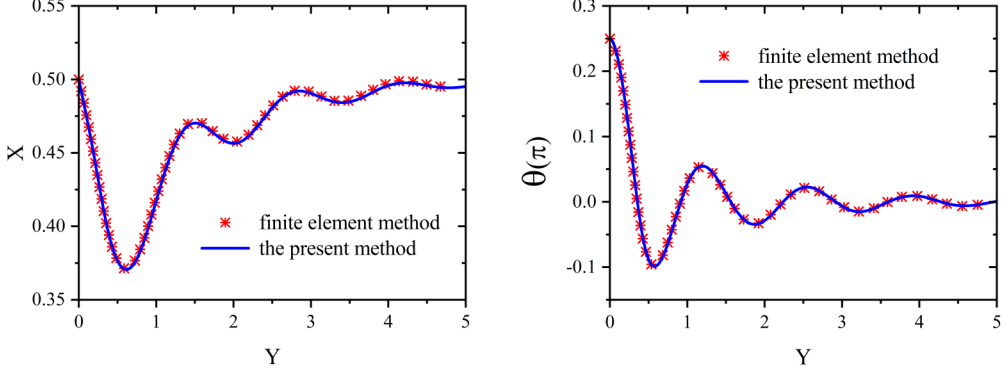 0.55
0.50
0.45
0.40
0.35
X
finite element method
the present method
0 1 2 3 4 5
Y
0.3
0.2
0.1
0.0
-0.1
θ(π)
finite element method
the present method
0 1 2 3 4 5
Y